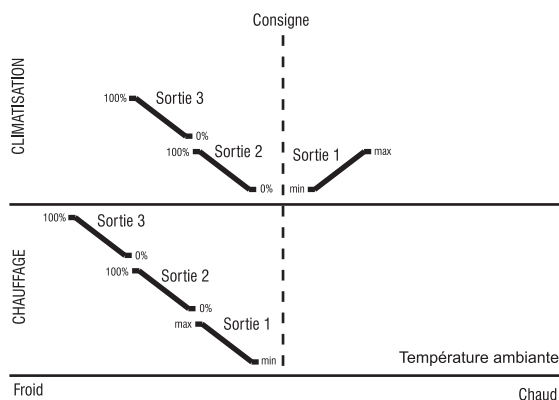 Consigne
CLIMATISATION
100% Sortie 3
0%
100% Sortie 2
0%
Sortie 1 max
min
CHAUFFAGE
100% Sortie 3
0%
100% Sortie 2
0%
max Sortie 1
min
Température ambiante
Froid
Chaud